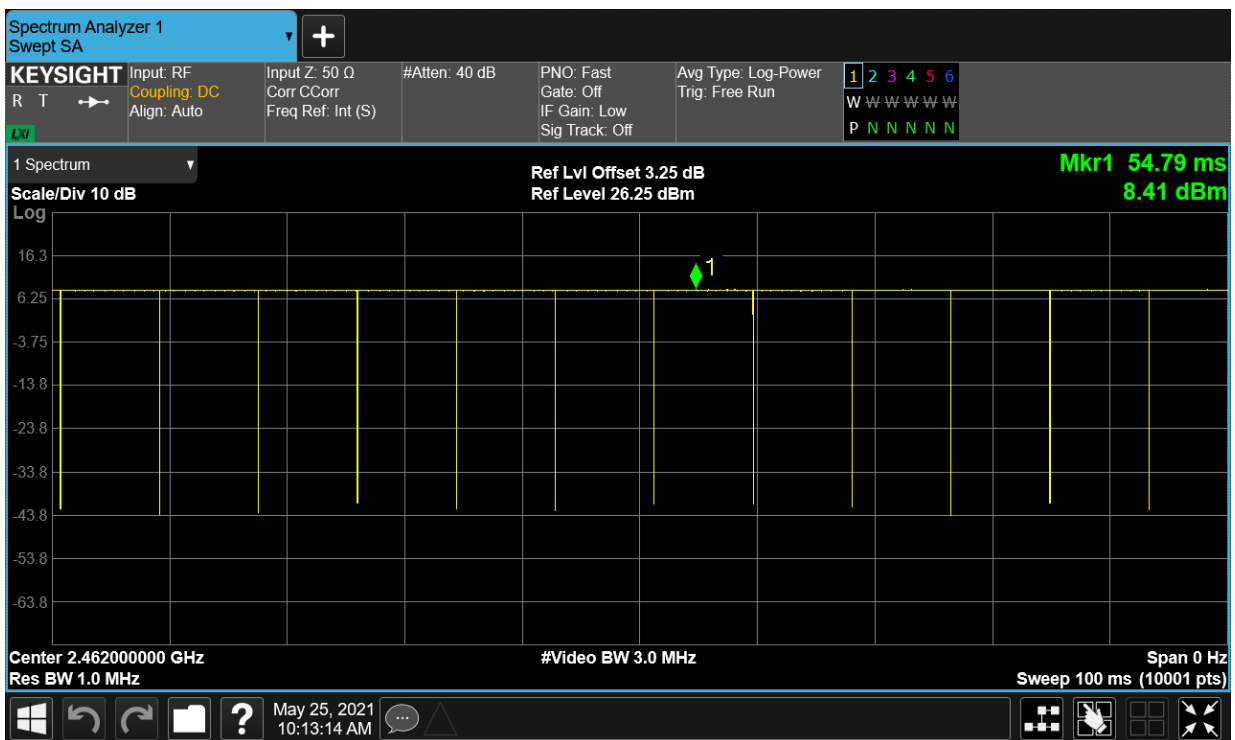 Spectrum Analyzer 1
Swept SA
KEYSIGHT
R T
LXI
Input: RF
Coupling: DC
Align: Auto
Input Z: 50 Ω
Corr CCorr
Freq Ref: Int (S)
#Atten: 40 dB
PNO: Fast
Gate: Off
IF Gain: Low
Sig Track: Off
Avg Type: Log-Power
Trig: Free Run
1 2 3 4 5 6
W W W W W W
P N N N N N
1 Spectrum
Scale/Div 10 dB
Log
Ref Lvl Offset 3.25 dB
Ref Level 26.25 dBm
Mkr1 54.79 ms
8.41 dBm
16.3
6.25
-3.75
-13.8
-23.8
-33.8
-43.8
-53.8
-63.8
1
Center 2.462000000 GHz
Res BW 1.0 MHz
#Video BW 3.0 MHz
Span 0 Hz
Sweep 100 ms (10001 pts)
?
May 25, 2021
10:13:14 AM